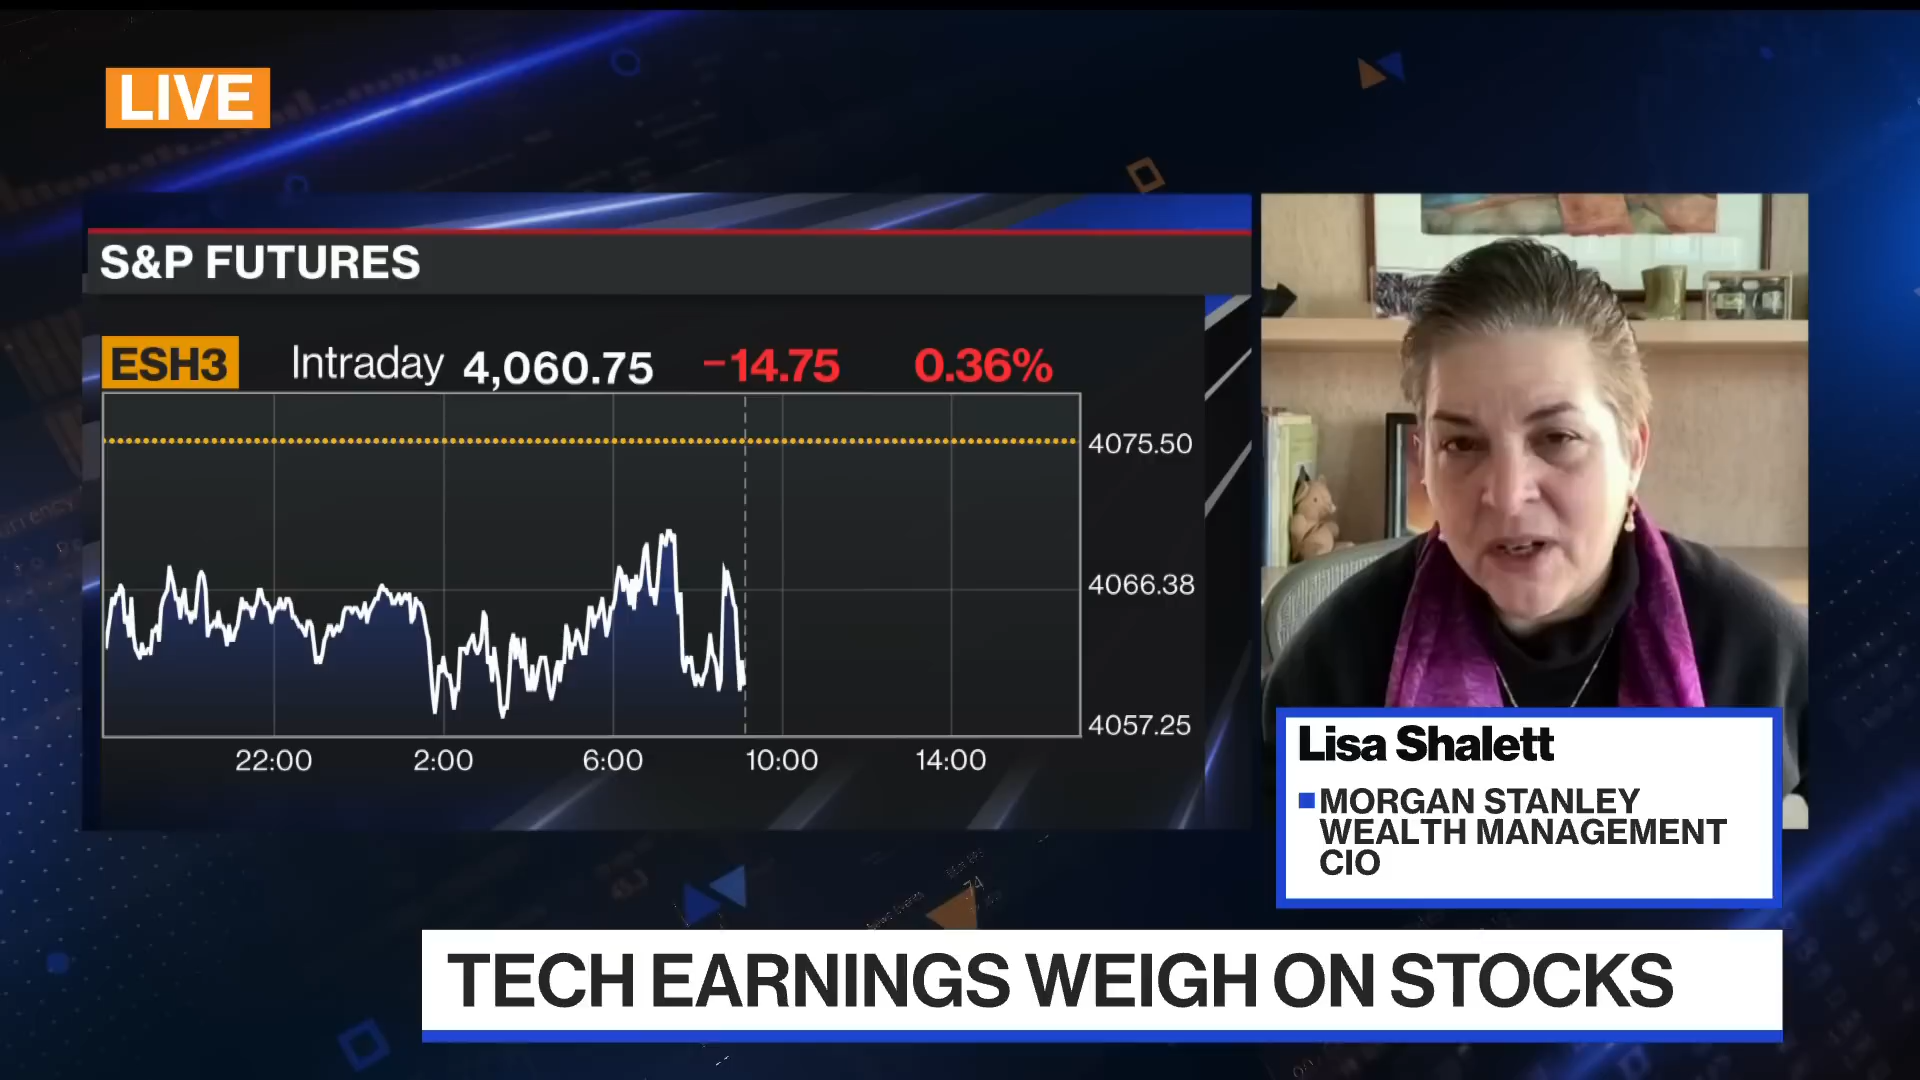 LIVE
S&P FUTURES
ESH3 Intraday 4,060.75 −14.75 0.36%
4075.50
4066.38
4057.25
22:00 2:00 6:00 10:00 14:00
Lisa Shalett
MORGAN STANLEY
WEALTH MANAGEMENT
CIO
TECH EARNINGS WEIGH ON STOCKS